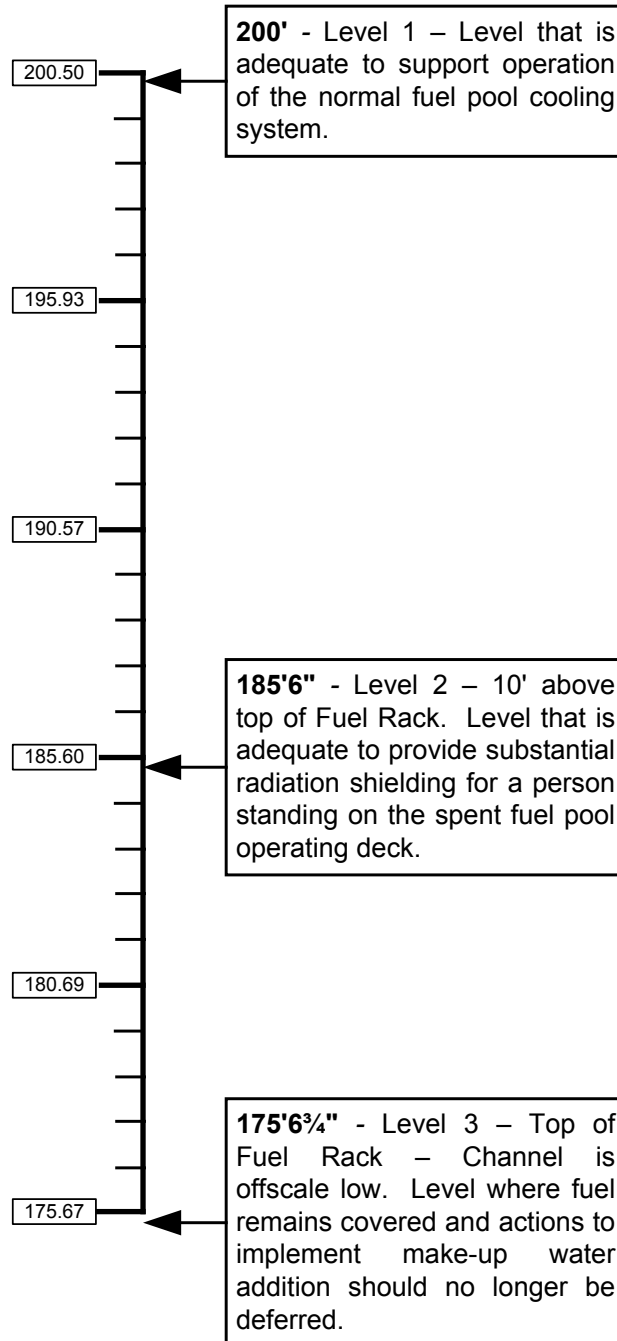 200' - Level 1 – Level that is
adequate to support operation
of the normal fuel pool cooling
system.
200.50
195.93
190.57
185'6" - Level 2 – 10' above
top of Fuel Rack. Level that is
adequate to provide substantial
radiation shielding for a person
standing on the spent fuel pool
operating deck.
185.60
180.69
175'6¾" - Level 3 – Top of
Fuel Rack – Channel is
offscale low. Level where fuel
remains covered and actions to
implement make-up water
addition should no longer be
deferred.
175.67